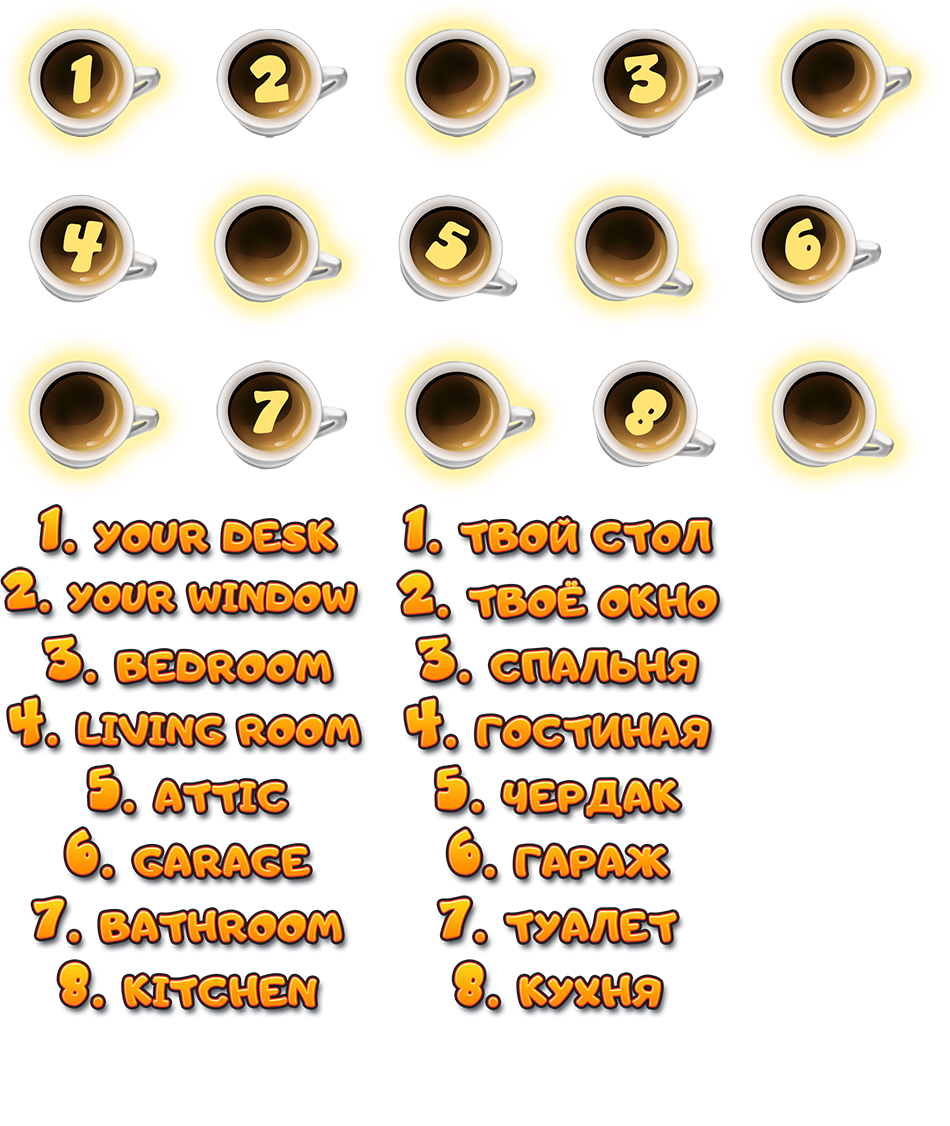 1 2 3
4 5 6
7 8
1. YOUR DESK
2. YOUR WINDOW
3. BEDROOM
4. LIVING ROOM
5. ATTIC
6. GARAGE
7. BATHROOM
8. KITCHEN
1. ТВОЙ СТОЛ
2. ТВОЁ ОКНО
3. СПАЛЬНЯ
4. ГОСТИНАЯ
5. ЧЕРДАК
6. ГАРАЖ
7. ТУАЛЕТ
8. КУХНЯ